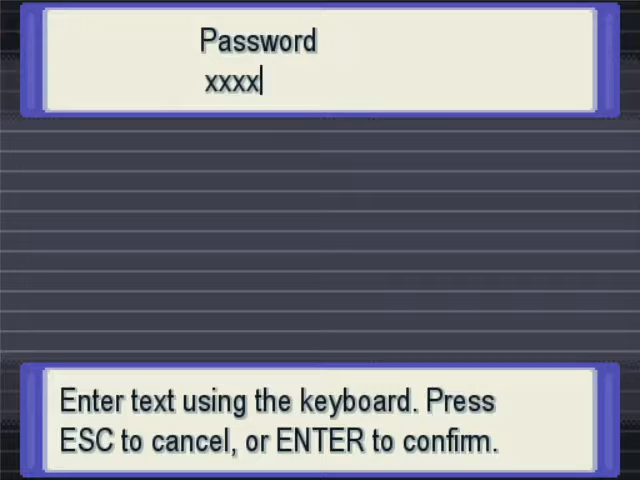 Password
xxxx
Enter text using the keyboard. Press
ESC to cancel, or ENTER to confirm.